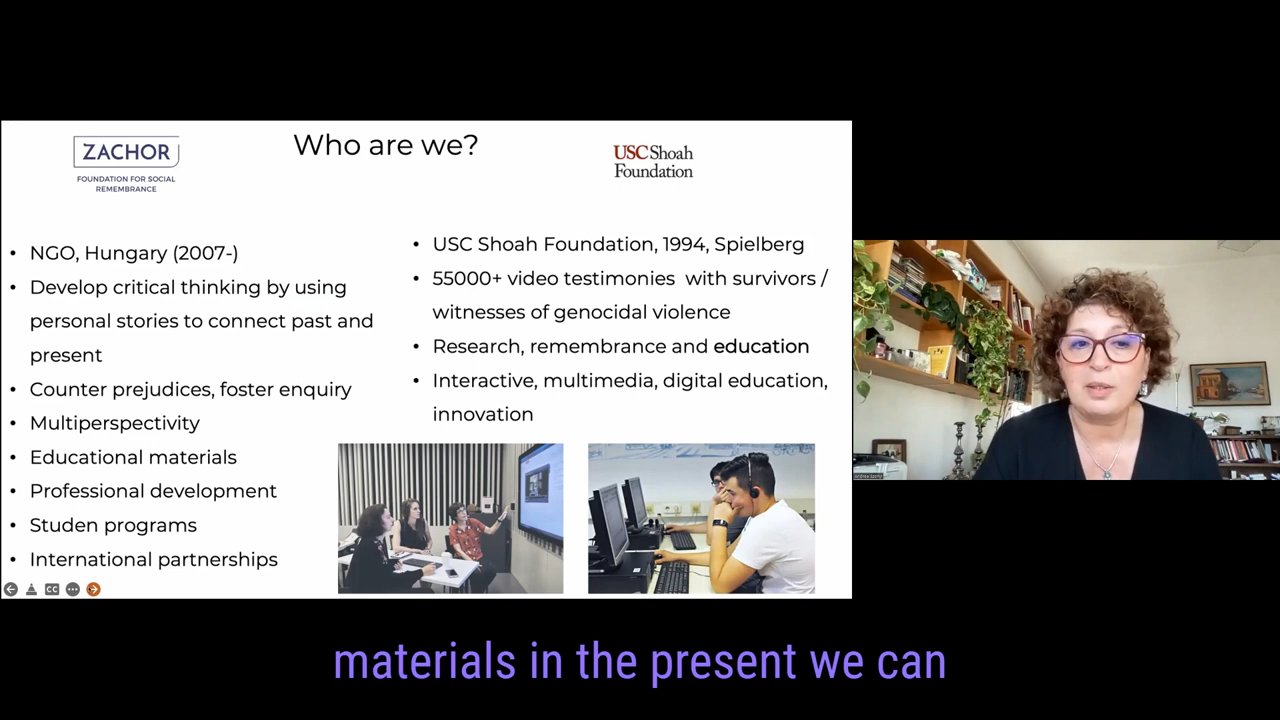 Who are we?
ZACHOR
FOUNDATION FOR SOCIAL
REMEMBRANCE
USC Shoah
Foundation
• NGO, Hungary (2007-)
• Develop critical thinking by using
personal stories to connect past and
present
• Counter prejudices, foster enquiry
• Multiperspectivity
• Educational materials
• Professional development
• Studen programs
• International partnerships
• USC Shoah Foundation, 1994, Spielberg
• 55000+ video testimonies with survivors /
witnesses of genocidal violence
• Research, remembrance and education
• Interactive, multimedia, digital education,
innovation
CC
materials in the present we can